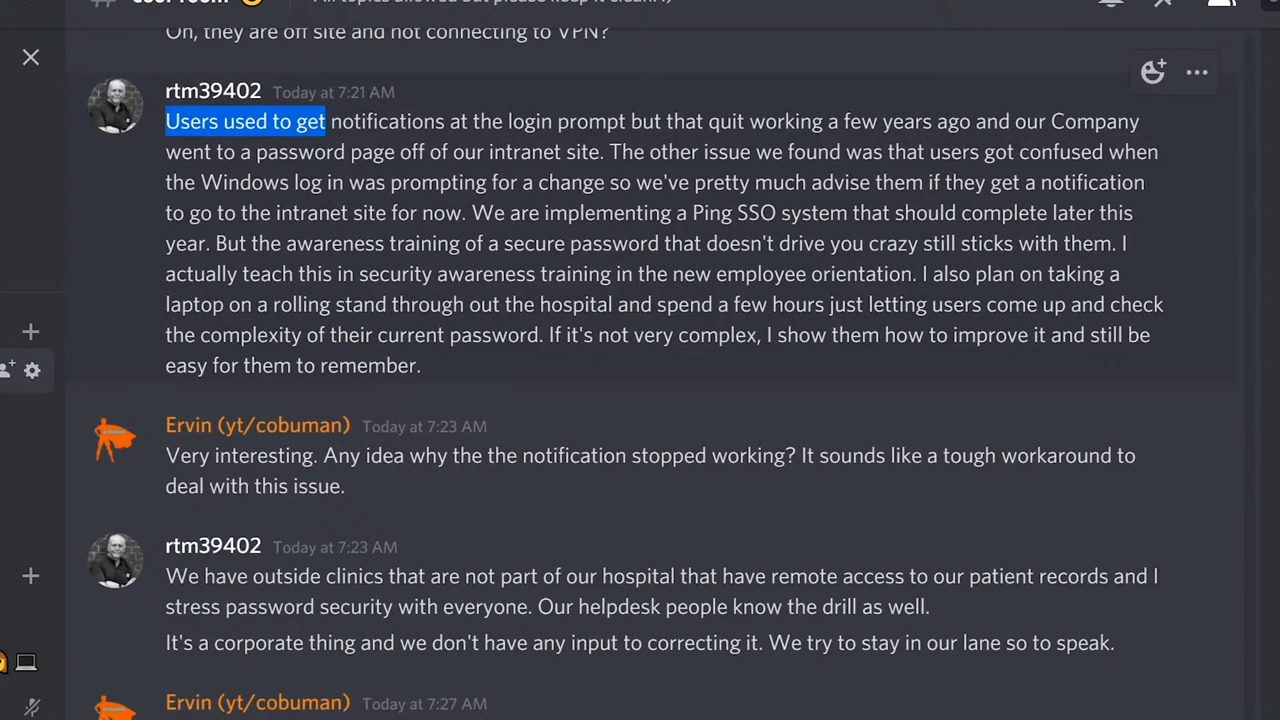 Oh, they are off site and not connecting to VPN?
rtm39402 Today at 7:21 AM
Users used to get notifications at the login prompt but that quit working a few years ago and our Company
went to a password page off of our intranet site. The other issue we found was that users got confused when
the Windows log in was prompting for a change so we've pretty much advise them if they get a notification
to go to the intranet site for now. We are implementing a Ping SSO system that should complete later this
year. But the awareness training of a secure password that doesn't drive you crazy still sticks with them. I
actually teach this in security awareness training in the new employee orientation. I also plan on taking a
laptop on a rolling stand through out the hospital and spend a few hours just letting users come up and check
the complexity of their current password. If it's not very complex, I show them how to improve it and still be
easy for them to remember.
Ervin (yt/cobuman) Today at 7:23 AM
Very interesting. Any idea why the the notification stopped working? It sounds like a tough workaround to
deal with this issue.
rtm39402 Today at 7:23 AM
We have outside clinics that are not part of our hospital that have remote access to our patient records and I
stress password security with everyone. Our helpdesk people know the drill as well.
It's a corporate thing and we don't have any input to correcting it. We try to stay in our lane so to speak.
Ervin (yt/cobuman) Today at 7:27 AM